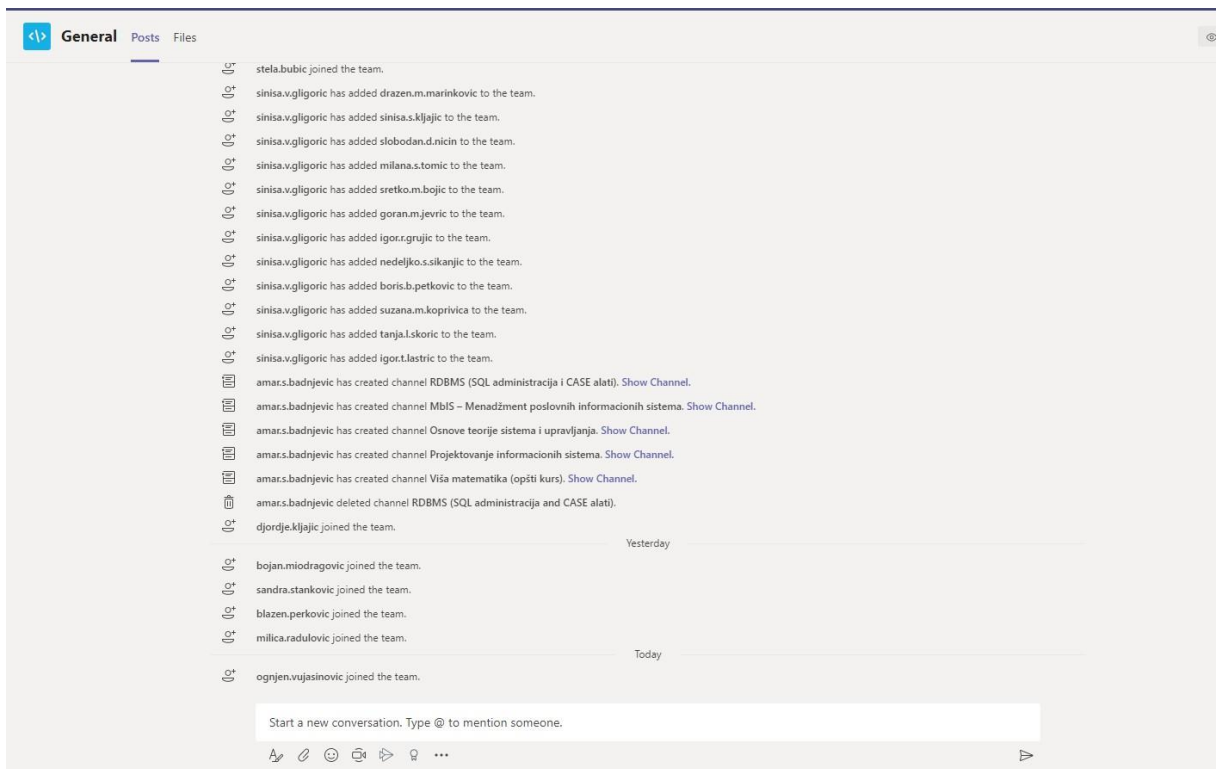 General Posts Files
stela.bubic joined the team.
sinisa.v.gligoric has added drazen.m.marinkovic to the team.
sinisa.v.gligoric has added sinisa.s.kljajic to the team.
sinisa.v.gligoric has added slobodan.d.nicin to the team.
sinisa.v.gligoric has added milana.s.tomic to the team.
sinisa.v.gligoric has added sretko.m.bojic to the team.
sinisa.v.gligoric has added goran.m.jevric to the team.
sinisa.v.gligoric has added igor.r.grujic to the team.
sinisa.v.gligoric has added nedeljko.s.sikanjic to the team.
sinisa.v.gligoric has added boris.b.petkovic to the team.
sinisa.v.gligoric has added suzana.m.koprivica to the team.
sinisa.v.gligoric has added tanja.l.skoric to the team.
sinisa.v.gligoric has added igor.t.lastric to the team.
amar.s.badnjevic has created channel RDBMS (SQL administracija i CASE alati). Show Channel.
amar.s.badnjevic has created channel MbIS – Menadžment poslovnih informacionih sistema. Show Channel.
amar.s.badnjevic has created channel Osnove teorije sistema i upravljanja. Show Channel.
amar.s.badnjevic has created channel Projektovanje informacionih sistema. Show Channel.
amar.s.badnjevic has created channel Viša matematika (opšti kurs). Show Channel.
amar.s.badnjevic deleted channel RDBMS (SQL administracija and CASE alati).
djordje.kljajic joined the team.
Yesterday
bojan.miodragovic joined the team.
sandra.stankovic joined the team.
blazen.perkovic joined the team.
milica.radulovic joined the team.
Today
ognjen.vujasinovic joined the team.
Start a new conversation. Type @ to mention someone.